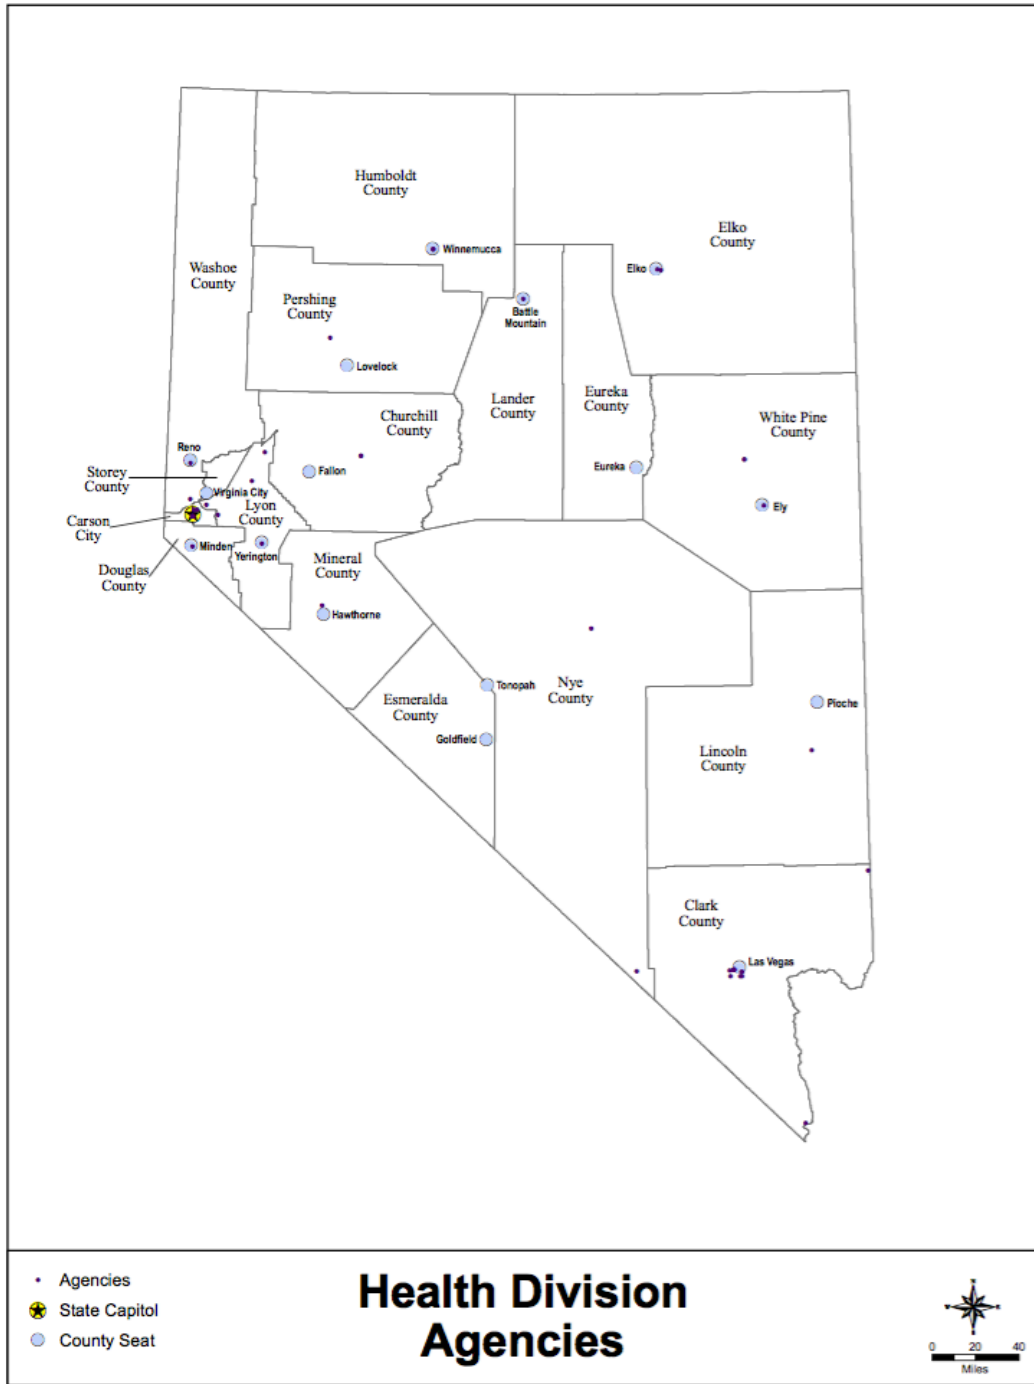 Humboldt
County
Elko
County
Winnemucca
Washoe
County
Elko
Pershing
County
Battle
Mountain
Lovelock
Lander
County
Eureka
County
Churchill
County
White Pine
County
Reno
Storey
County
Fallon
Eureka
Virginia City
Lyon
County
Ely
Carson
City
Minden
Yerington
Mineral
County
Douglas
County
Hawthorne
Tonopah
Nye
County
Esmeralda
County
Pioche
Goldfield
Lincoln
County
Clark
County
Las Vegas
Agencies
State Capitol
County Seat
Health Division
Agencies
N
W
E
S
0 20 40
Miles